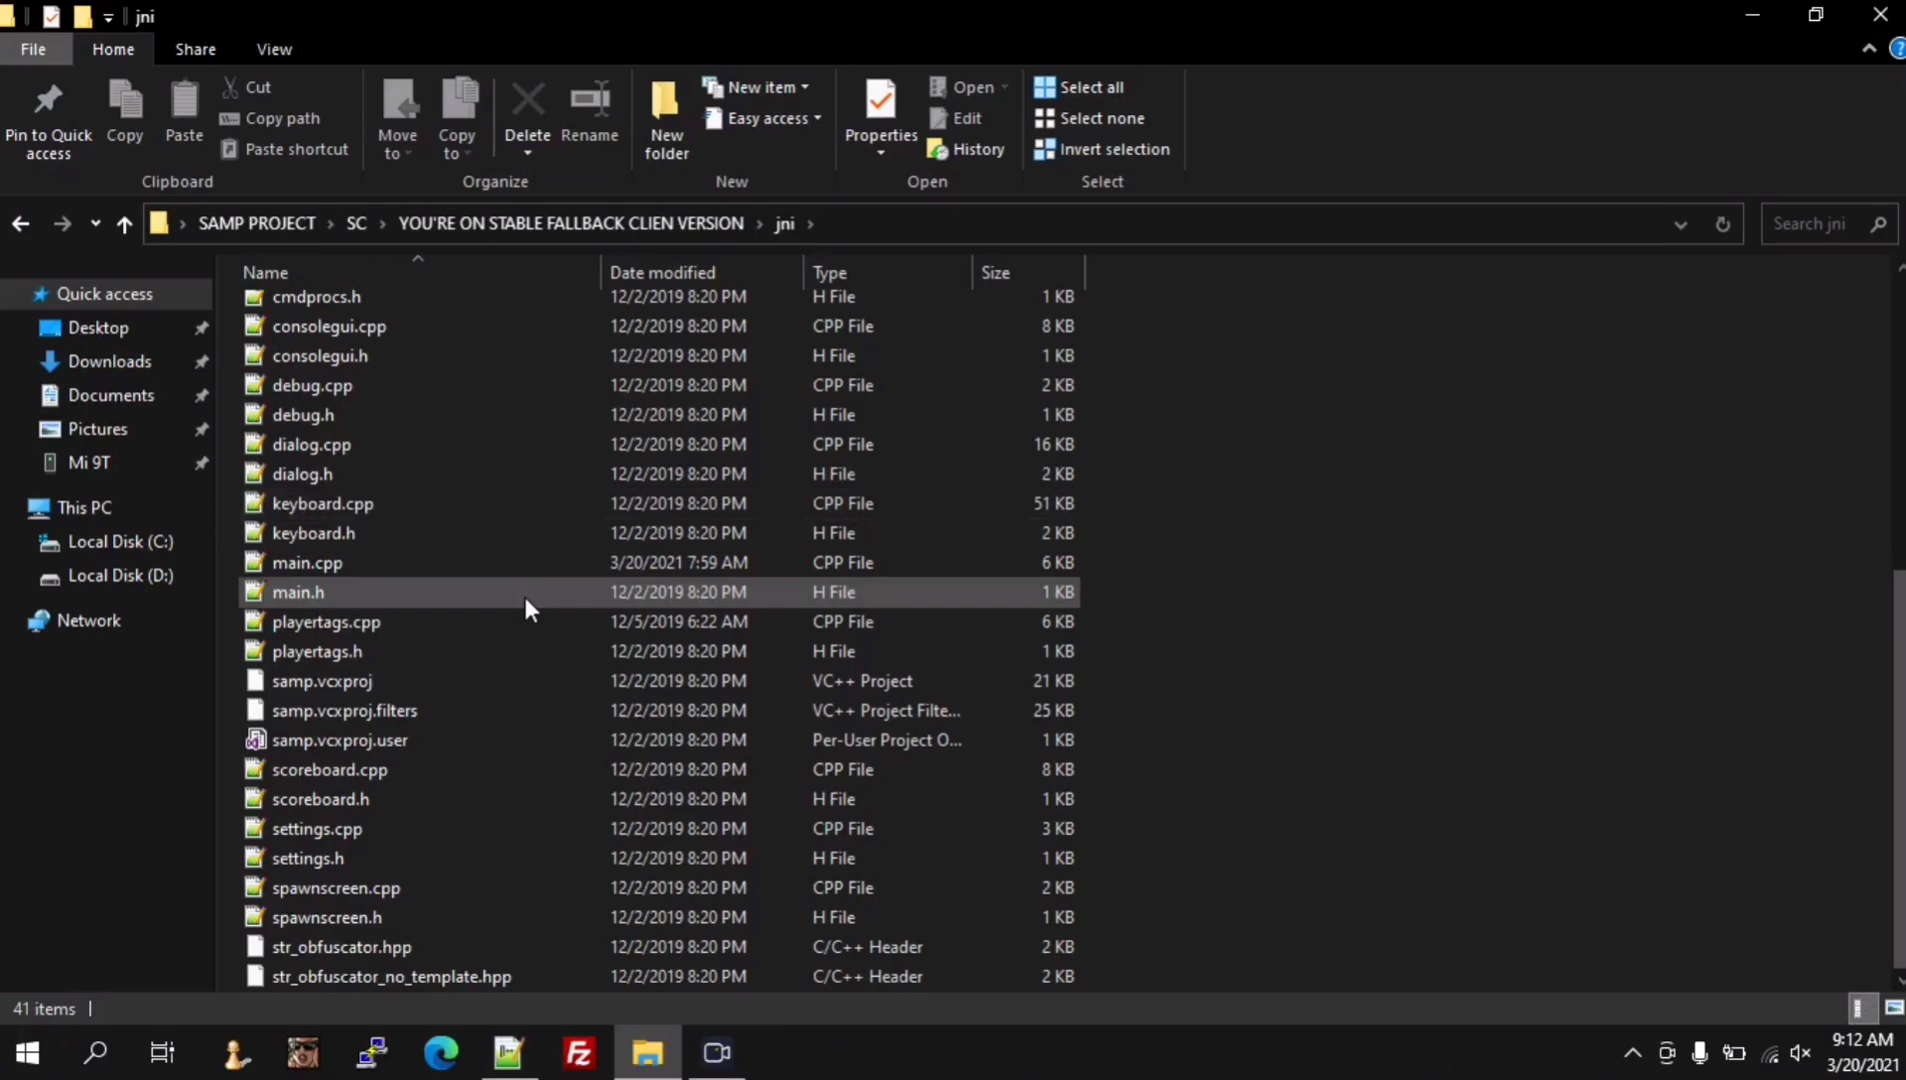 jni
File Home Share View
Pin to Quick access
Copy
Paste
Cut
Copy path
Paste shortcut
Clipboard
Move to
Copy to
Delete
Rename
Organize
New folder
New item
Easy access
New
Properties
Open
Edit
History
Open
Select all
Select none
Invert selection
Select
SAMP PROJECT SC YOU'RE ON STABLE FALLBACK CLIEN VERSION jni
Search jni
Quick access
Desktop
Downloads
Documents
Pictures
Mi 9T
This PC
Local Disk (C:)
Local Disk (D:)
Network
Name Date modified Type Size
cmdprocs.h 12/2/2019 8:20 PM H File 1 KB
consolegui.cpp 12/2/2019 8:20 PM CPP File 8 KB
consolegui.h 12/2/2019 8:20 PM H File 1 KB
debug.cpp 12/2/2019 8:20 PM CPP File 2 KB
debug.h 12/2/2019 8:20 PM H File 1 KB
dialog.cpp 12/2/2019 8:20 PM CPP File 16 KB
dialog.h 12/2/2019 8:20 PM H File 2 KB
keyboard.cpp 12/2/2019 8:20 PM CPP File 51 KB
keyboard.h 12/2/2019 8:20 PM H File 2 KB
main.cpp 3/20/2021 7:59 AM CPP File 6 KB
main.h 12/2/2019 8:20 PM H File 1 KB
playertags.cpp 12/5/2019 6:22 AM CPP File 6 KB
playertags.h 12/2/2019 8:20 PM H File 1 KB
samp.vcxproj 12/2/2019 8:20 PM VC++ Project 21 KB
samp.vcxproj.filters 12/2/2019 8:20 PM VC++ Project Filte... 25 KB
samp.vcxproj.user 12/2/2019 8:20 PM Per-User Project O... 1 KB
scoreboard.cpp 12/2/2019 8:20 PM CPP File 8 KB
scoreboard.h 12/2/2019 8:20 PM H File 1 KB
settings.cpp 12/2/2019 8:20 PM CPP File 3 KB
settings.h 12/2/2019 8:20 PM H File 1 KB
spawnscreen.cpp 12/2/2019 8:20 PM CPP File 2 KB
spawnscreen.h 12/2/2019 8:20 PM H File 1 KB
str_obfuscator.hpp 12/2/2019 8:20 PM C/C++ Header 2 KB
str_obfuscator_no_template.hpp 12/2/2019 8:20 PM C/C++ Header 2 KB
41 items
Fz
9:12 AM
3/20/2021